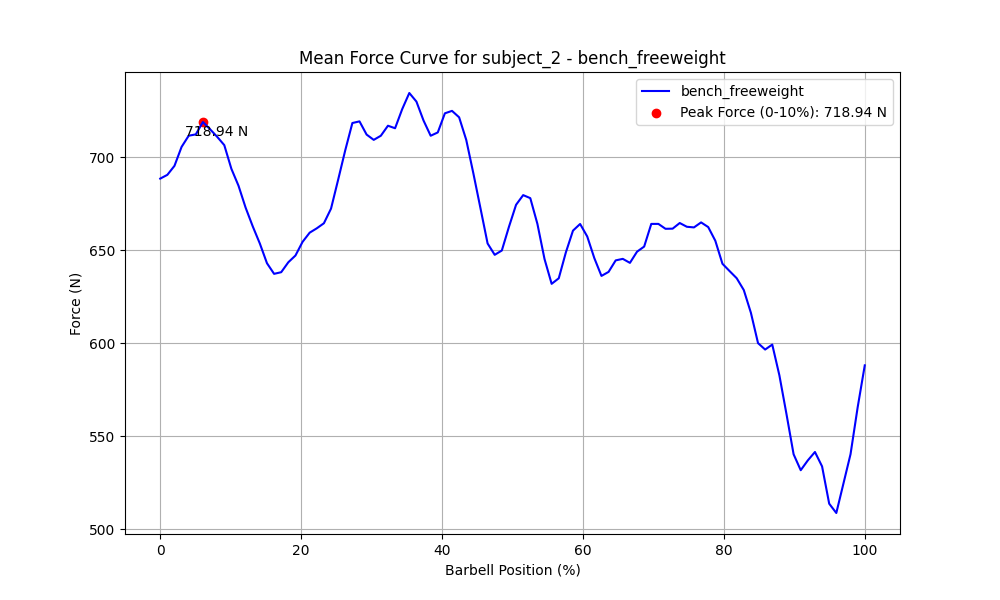 Mean Force Curve for subject_2 - bench_freeweight
bench_freeweight
Peak Force (0-10%): 718.94 N
718.94 N
700
650
600
550
500
Force (N)
0 20 40 60 80 100
Barbell Position (%)